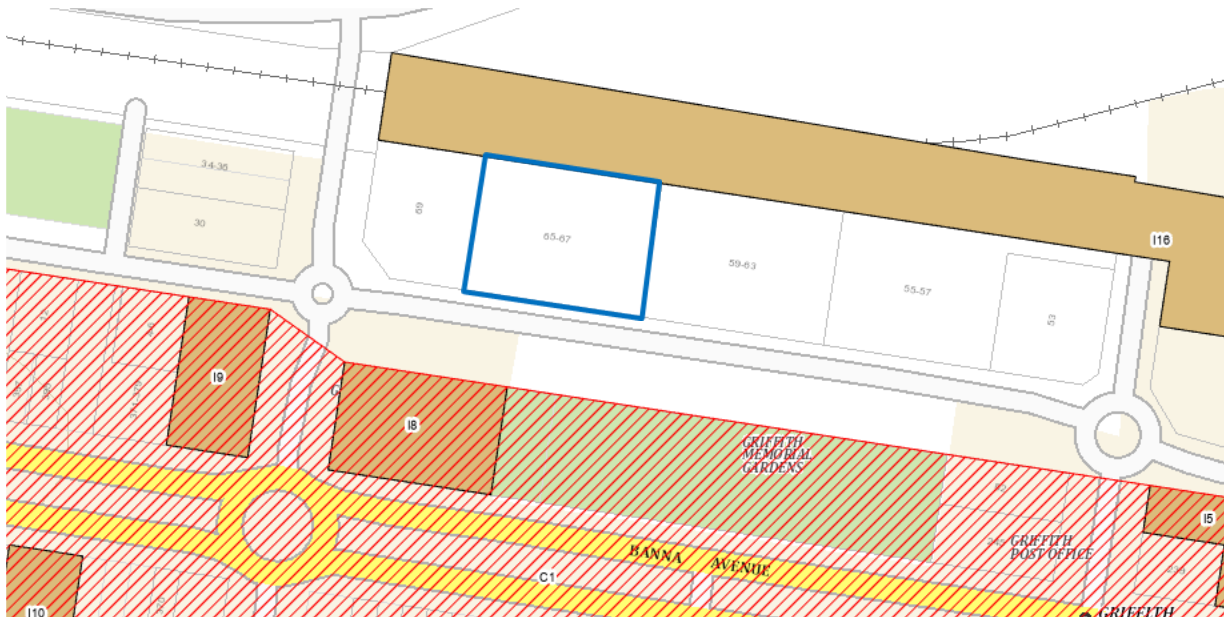 34-36
30
69
65-67
59-63
55-57
53
I16
I9
I8
GRIFFITH
MEMORIAL
GARDENS
I5
GRIFFITH
POST OFFICE
BANNA AVENUE
C1
I10
GRIFFITH